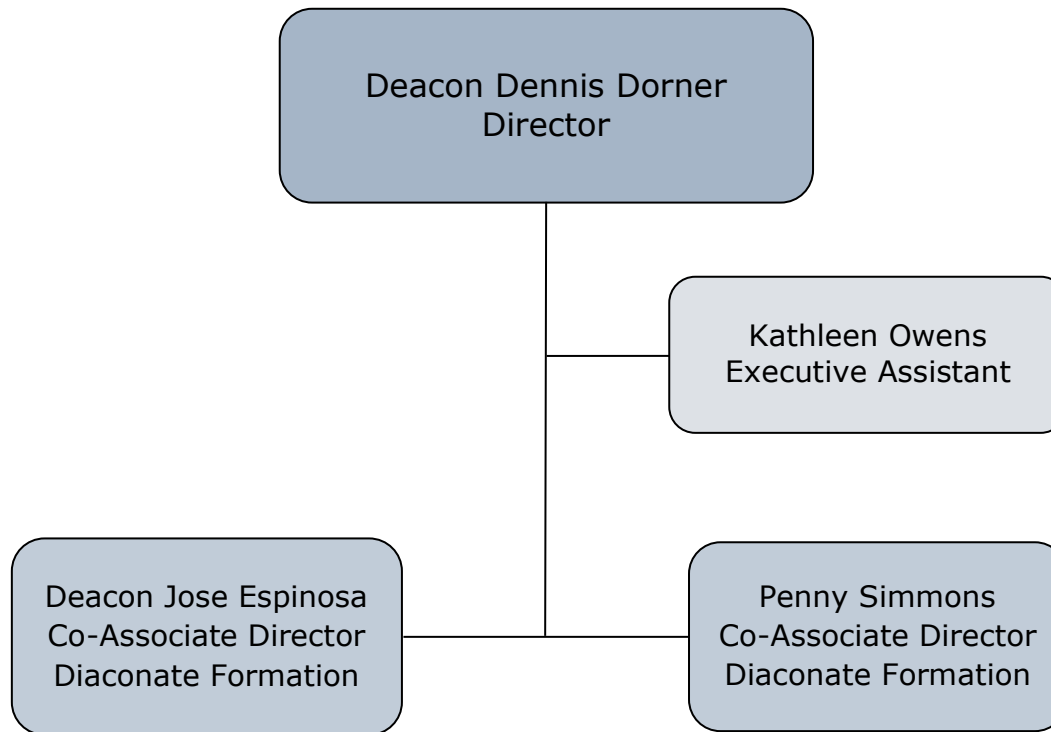 Deacon Dennis Dorner
Director
Kathleen Owens
Executive Assistant
Deacon Jose Espinosa
Co-Associate Director
Diaconate Formation
Penny Simmons
Co-Associate Director
Diaconate Formation